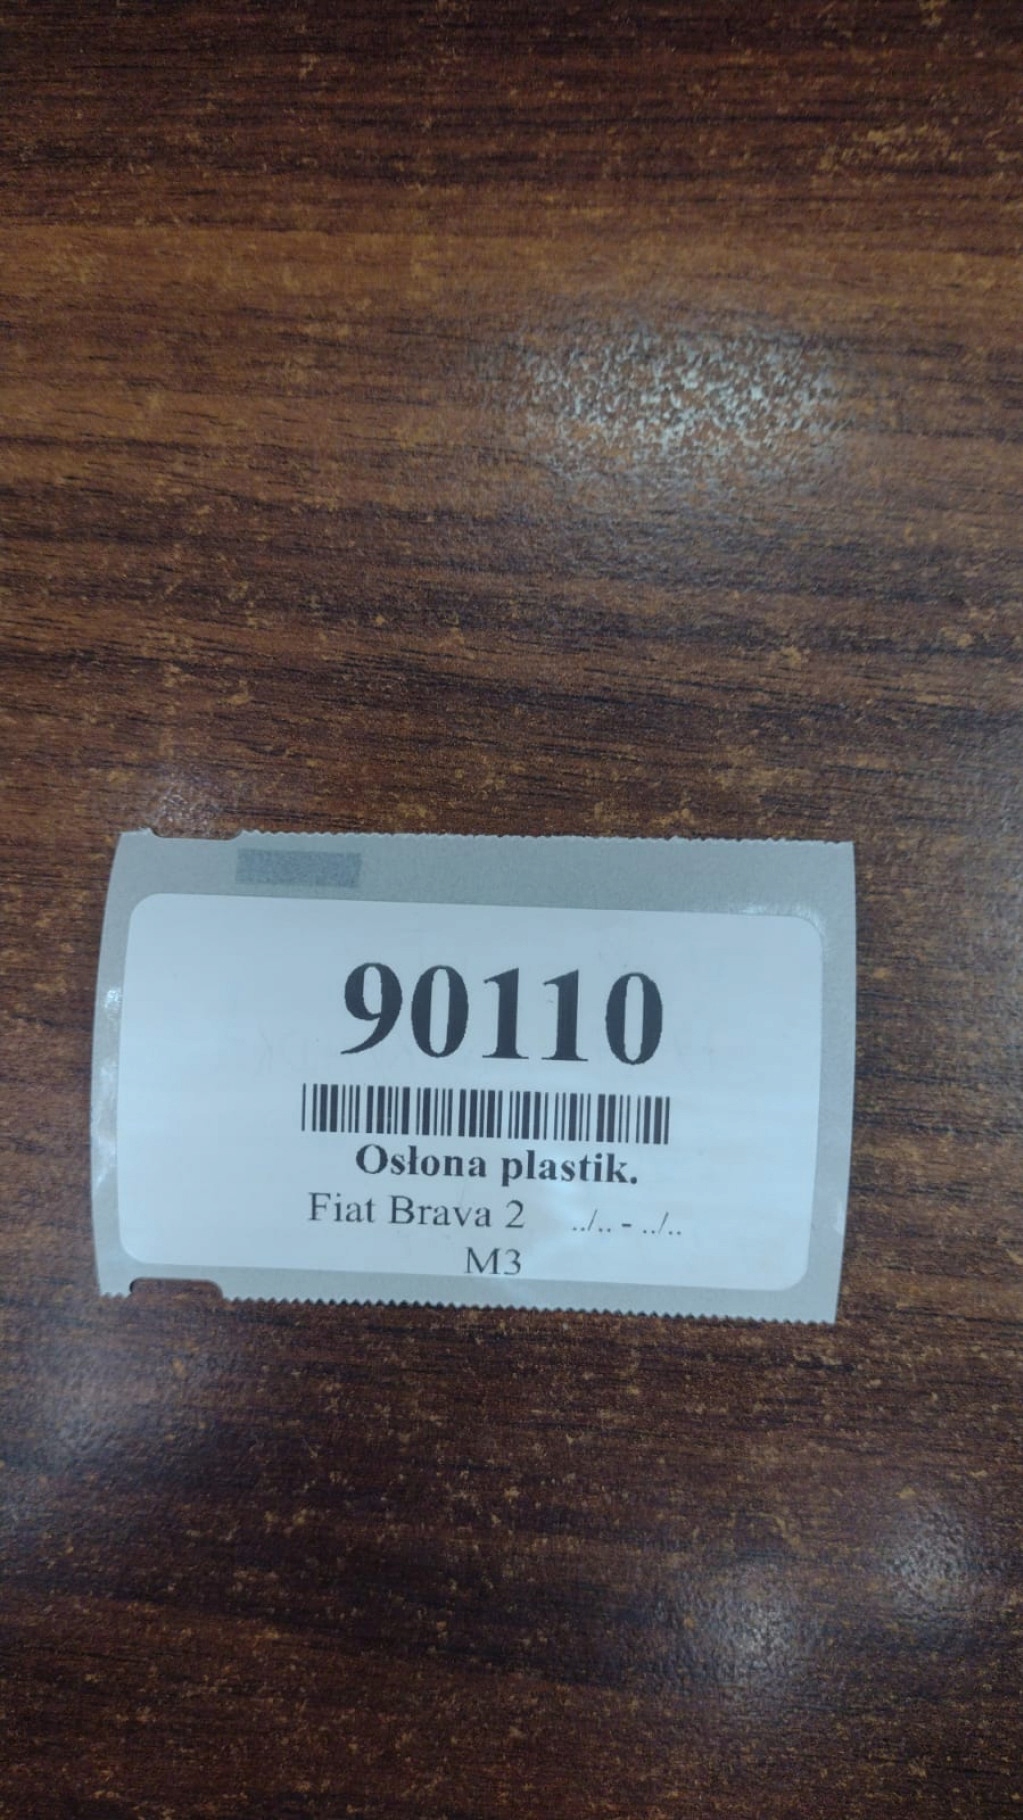 90110
Osłona plastik.
Fiat Brava 2 ../.. - ../..
M3